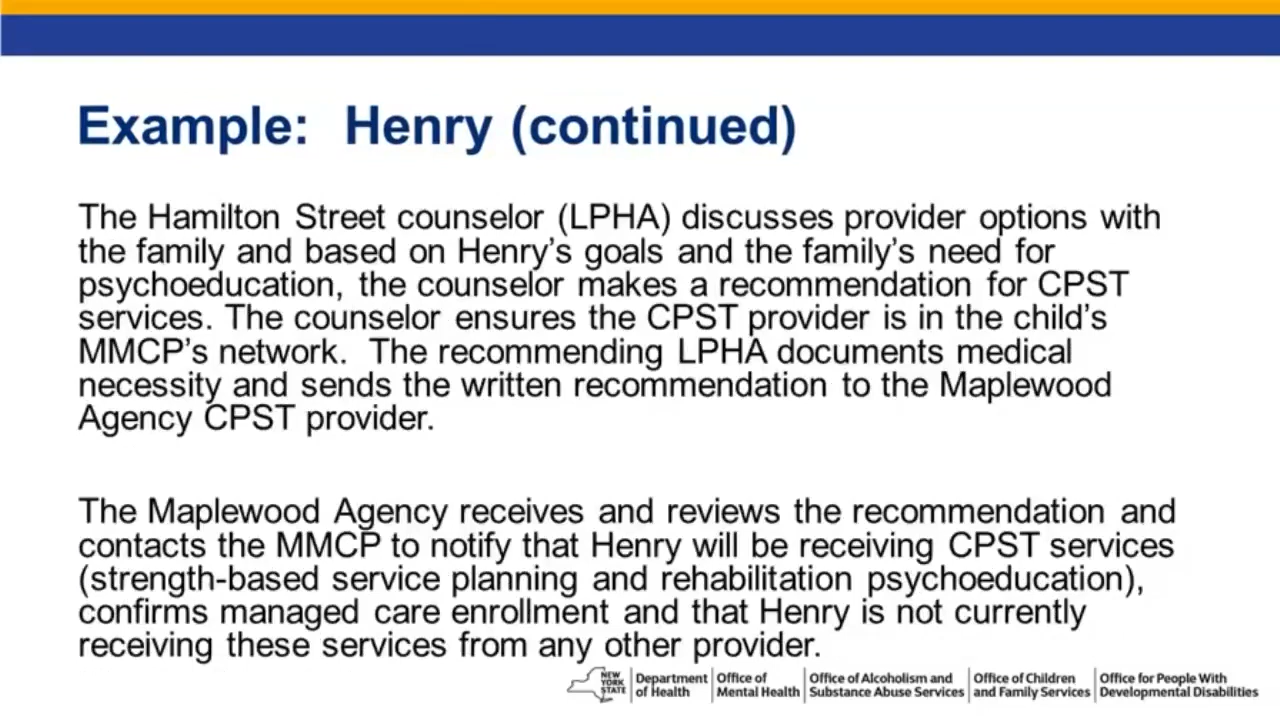 Example:  Henry (continued)
The Hamilton Street counselor (LPHA) discusses provider options with
the family and based on Henry’s goals and the family’s need for
psychoeducation, the counselor makes a recommendation for CPST
services. The counselor ensures the CPST provider is in the child’s
MMCP’s network.  The recommending LPHA documents medical
necessity and sends the written recommendation to the Maplewood
Agency CPST provider.
The Maplewood Agency receives and reviews the recommendation and
contacts the MMCP to notify that Henry will be receiving CPST services
(strength-based service planning and rehabilitation psychoeducation),
confirms managed care enrollment and that Henry is not currently
receiving these services from any other provider.
NEW
YORK
STATE
Department
of Health
Office of
Mental Health
Office of Alcoholism and
Substance Abuse Services
Office of Children
and Family Services
Office for People With
Developmental Disabilities